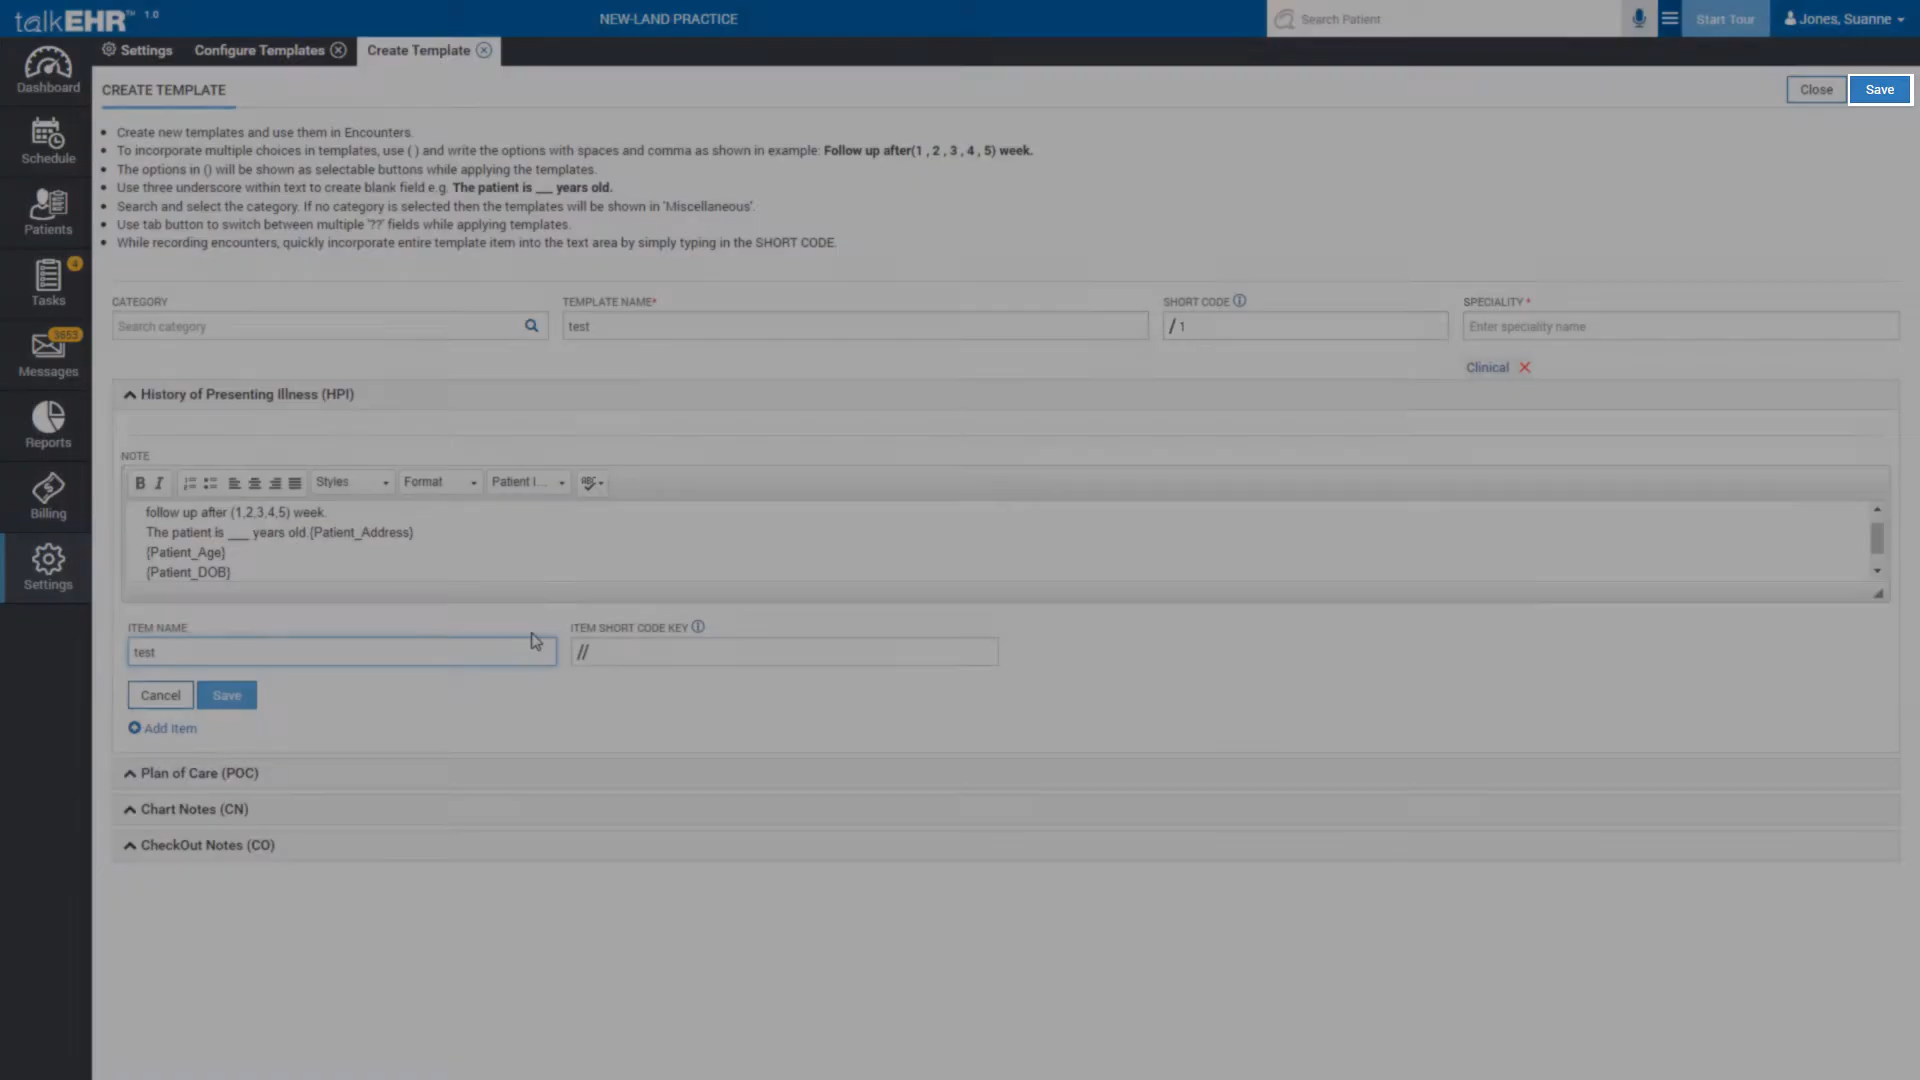 talkEHR™ 1.0
NEW-LAND PRACTICE
Search Patient
Start Tour
Jones, Suanne
Settings
Configure Templates
Create Template
Dashboard
Schedule
Patients
4
Tasks
3653
Messages
Reports
Billing
Settings
CREATE TEMPLATE
Close
Save
• Create new templates and use them in Encounters.
• To incorporate multiple choices in templates, use ( ) and write the options with spaces and comma as shown in example: Follow up after(1 , 2 , 3 , 4 , 5) week.
• The options in () will be shown as selectable buttons while applying the templates.
• Use three underscore within text to create blank field e.g. The patient is ___ years old.
• Search and select the category. If no category is selected then the templates will be shown in 'Miscellaneous'.
• Use tab button to switch between multiple '??' fields while applying templates.
• While recording encounters, quickly incorporate entire template item into the text area by simply typing in the SHORT CODE.
CATEGORY
TEMPLATE NAME*
SHORT CODE
SPECIALITY *
Search category
test
/ 1
Enter speciality name
Clinical
History of Presenting Illness (HPI)
NOTE
B I
Styles
Format
Patient I...
ABC
follow up after (1,2,3,4,5) week.
The patient is ___ years old.{Patient_Address}
{Patient_Age}
{Patient_DOB}
ITEM NAME
ITEM SHORT CODE KEY
test
//
Cancel
Save
Add Item
Plan of Care (POC)
Chart Notes (CN)
CheckOut Notes (CO)